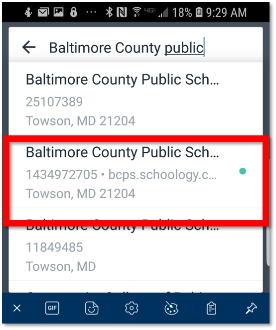 18% 9:29 AM
Baltimore County public
Baltimore County Public Sch...
25107389
Towson, MD 21204
Baltimore County Public Sch...
1434972705 • bcps.schoology.c...
Towson, MD 21204
Baltimore County Public Sch...
11849485
Towson, MD
GIF